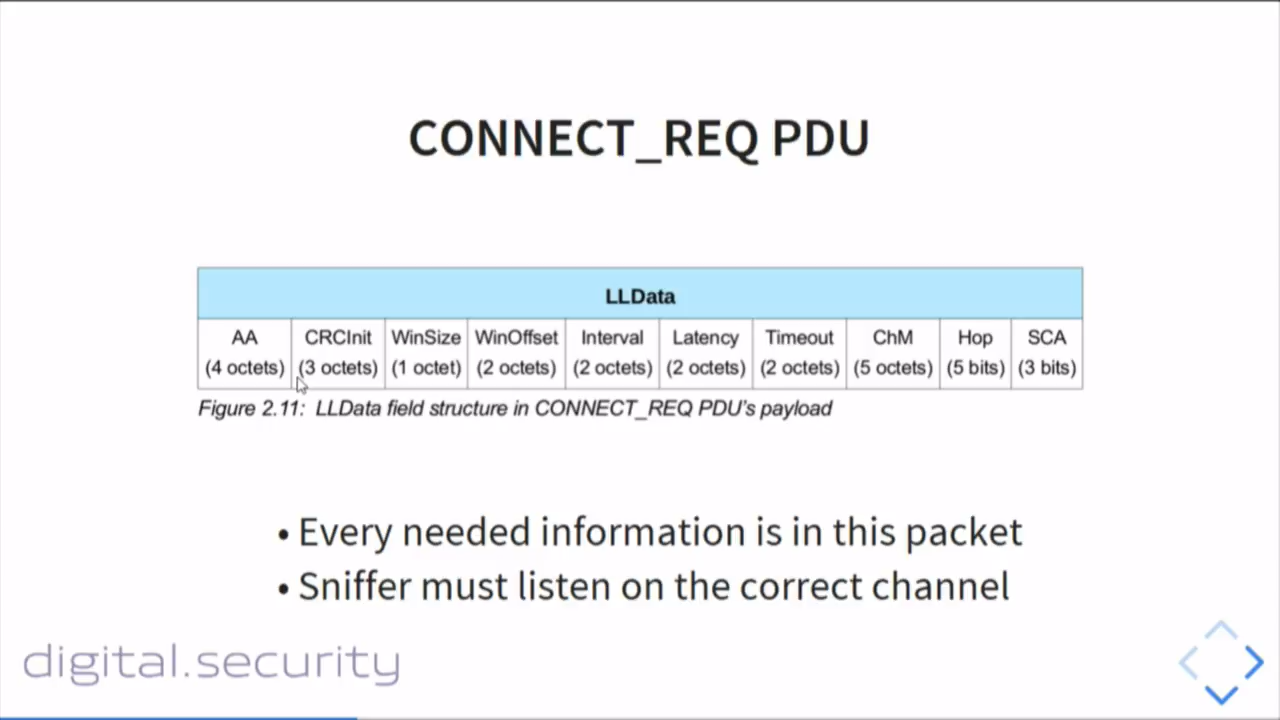 CONNECT_REQ PDU
LLData
AA CRCInit WinSize WinOffset Interval Latency Timeout ChM Hop SCA
(4 octets) (3 octets) (1 octet) (2 octets) (2 octets) (2 octets) (2 octets) (5 octets) (5 bits) (3 bits)
Figure 2.11: LLData field structure in CONNECT_REQ PDU's payload
• Every needed information is in this packet
• Sniffer must listen on the correct channel
digital.security